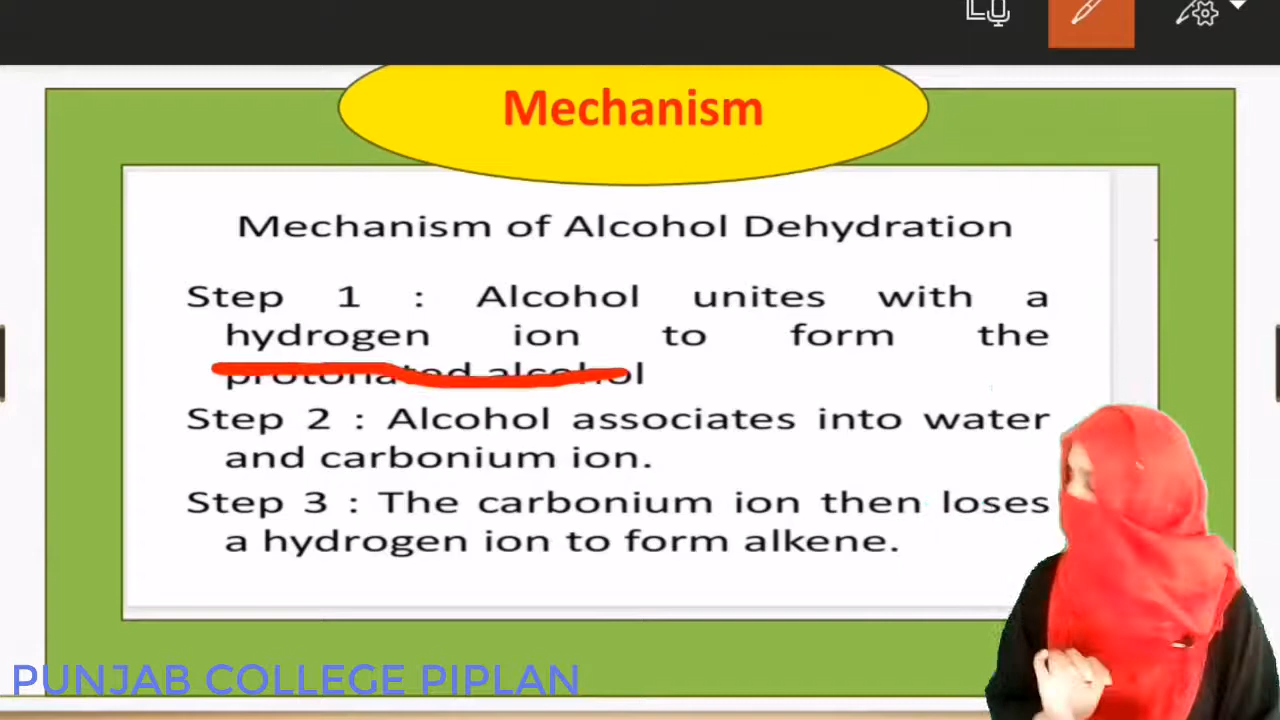 Mechanism
Mechanism of Alcohol Dehydration
Step 1 : Alcohol unites with a
hydrogen ion to form the
protonated alcohol
Step 2 : Alcohol associates into water
and carbonium ion.
Step 3 : The carbonium ion then loses
a hydrogen ion to form alkene.
PUNJAB COLLEGE PIPLAN